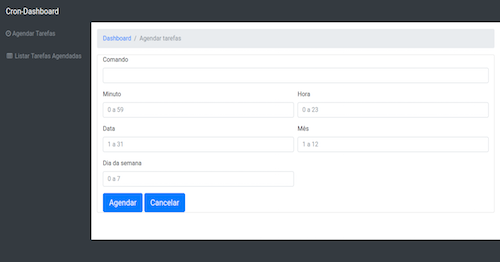 Cron-Dashboard
Agendar Tarefas
Listar Tarefas Agendadas
Dashboard / Agendar tarefas
Comando
Minuto Hora
0 a 59 0 a 23
Data Mês
1 a 31 1 a 12
Dia da semana
0 a 7
Agendar Cancelar